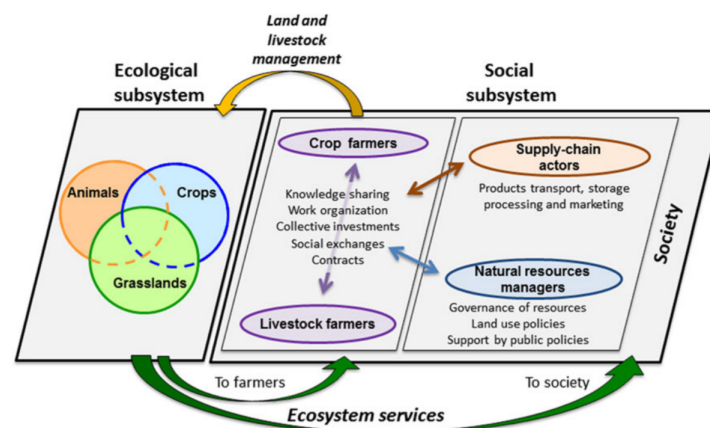 Land and
livestock
management
Ecological
subsystem
Social
subsystem
Animals
Crops
Grasslands
Crop farmers
Knowledge sharing
Work organization
Collective investments
Social exchanges
Contracts
Livestock farmers
Supply-chain
actors
Products transport, storage
processing and marketing
Natural resources
managers
Governance of resources
Land use policies
Support by public policies
Society
To farmers
To society
Ecosystem services